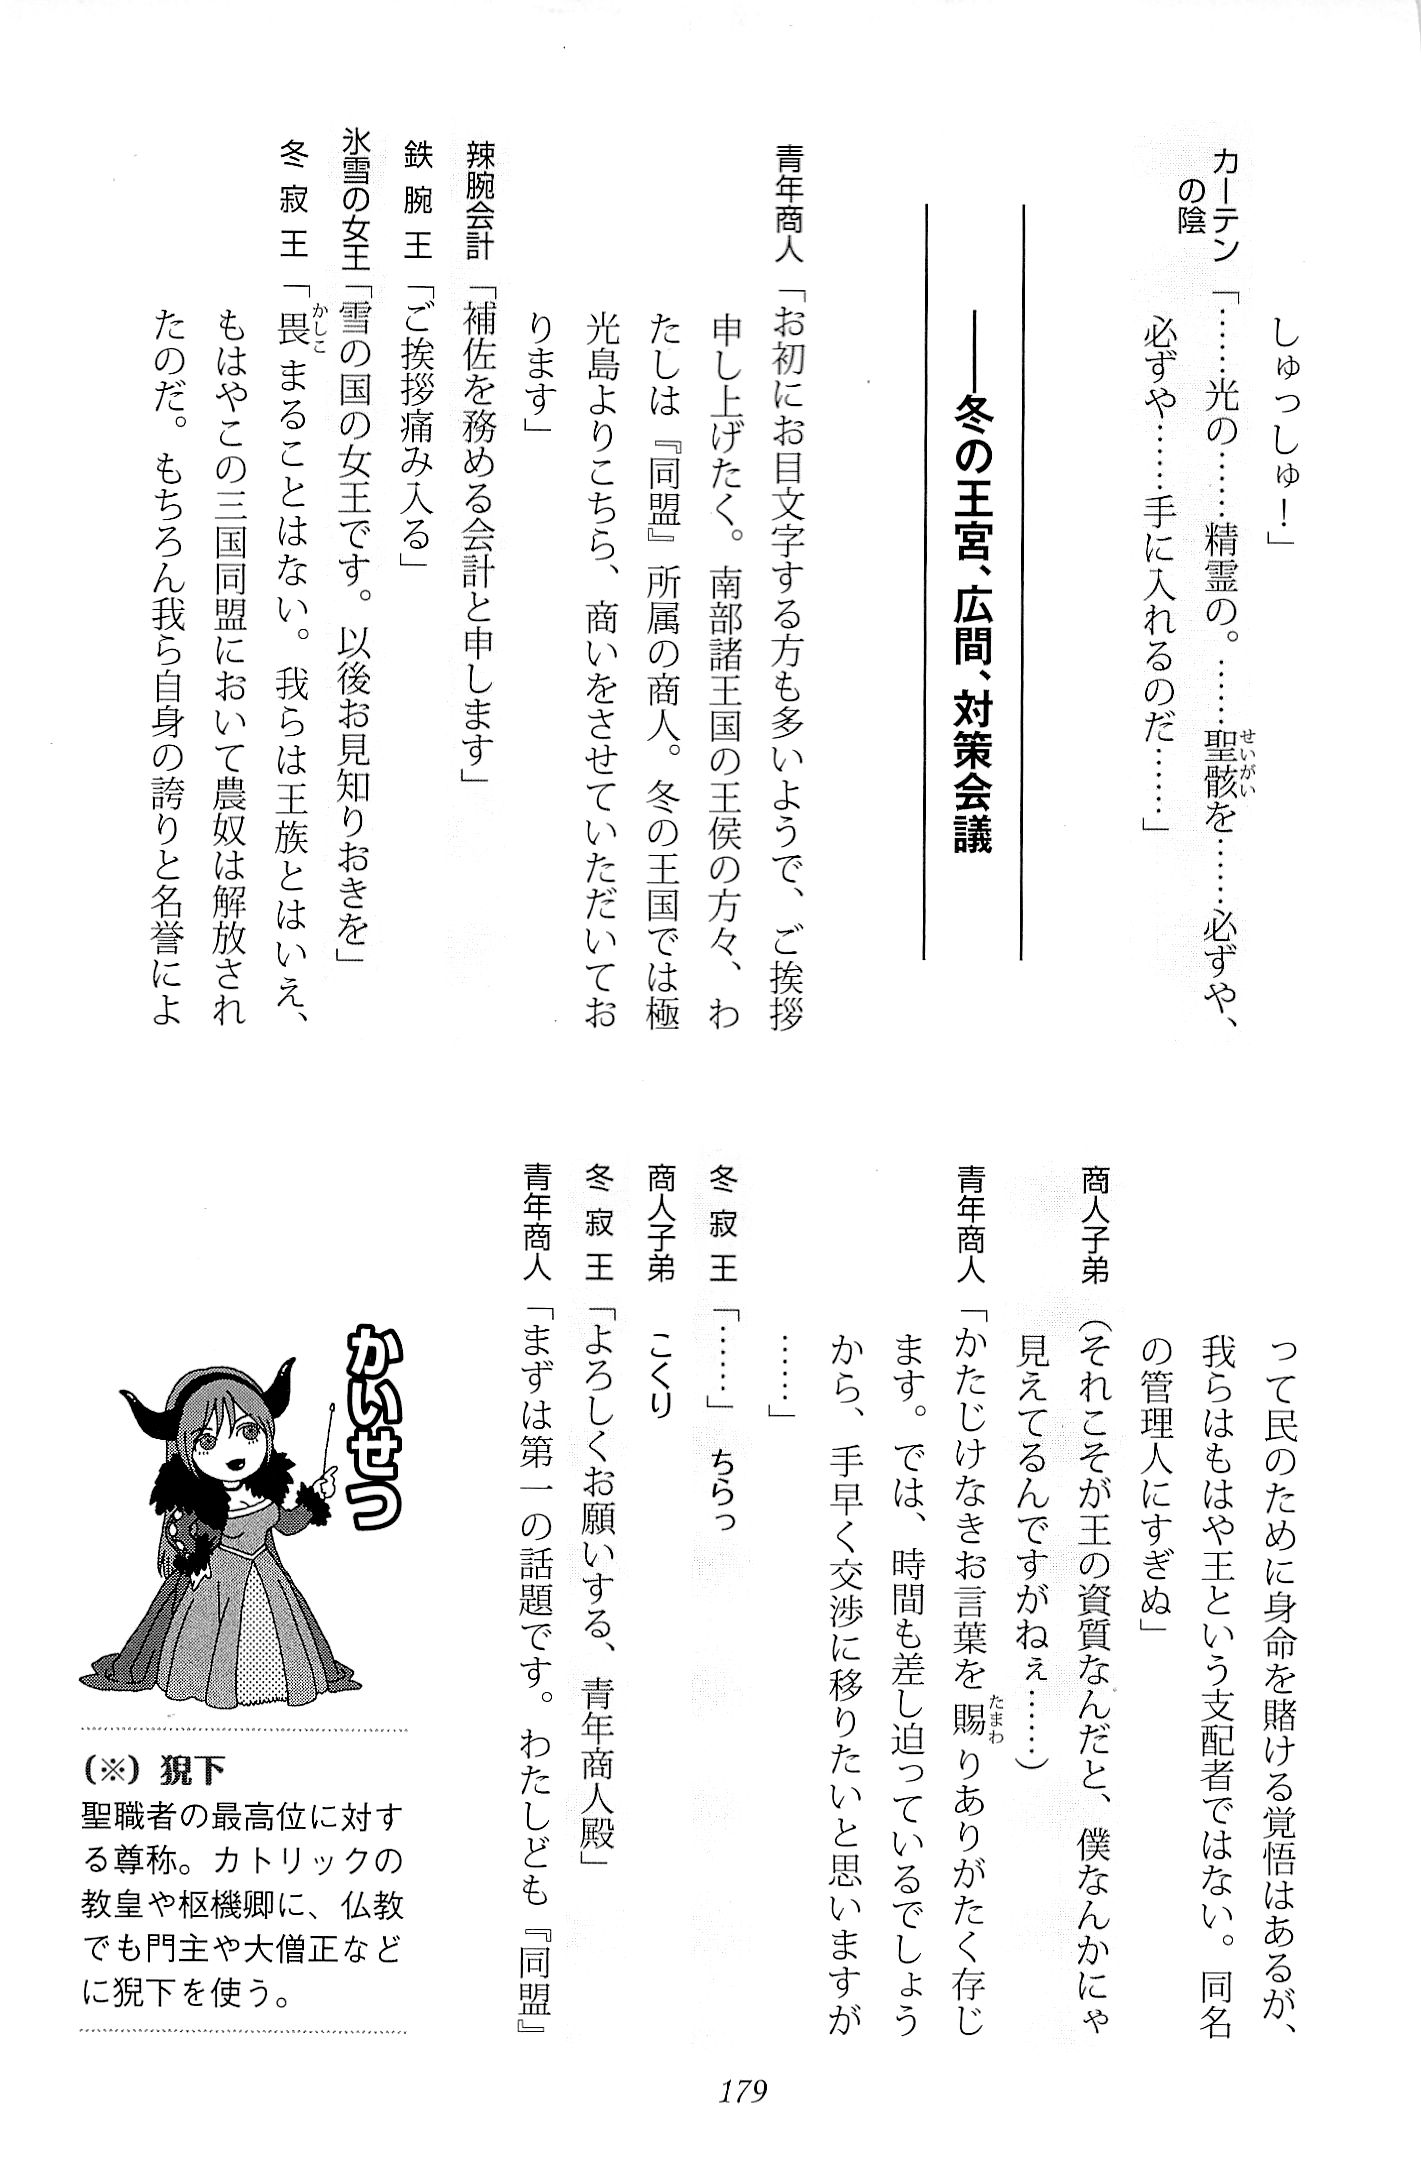 しゅっしゅ！」
カーテンの陰「……光の……精霊の。……聖骸を……必ずや、
必ずや……手に入れるのだ……」
――冬の王宮、広間、対策会議
青年商人「お初にお目文字する方も多いようで、ご挨拶
申し上げたく。南部諸王国の王侯の方々、わ
たしは『同盟』所属の商人。冬の王国では極
光島よりこちら、商いをさせていただいてお
ります」
辣腕会計「補佐を務める会計と申します」
鉄腕王「ご挨拶痛み入る」
氷雪の女王「雪の国の女王です。以後お見知りおきを」
冬寂王「畏まることはない。我らは王族とはいえ、
もはやこの三国同盟において農奴は解放され
たのだ。もちろん我ら自身の誇りと名誉によ
って民のために身命を賭ける覚悟はあるが、
我らはもはや王という支配者ではない。同名
の管理人にすぎぬ」
商人子弟（それこそが王の資質なんだと、僕なんかにゃ
見えてるんですがねぇ……）
青年商人「かたじけなきお言葉を賜りありがたく存じ
ます。では、時間も差し迫っているでしょう
から、手早く交渉に移りたいと思いますが
……」
冬寂王「……」ちらっ
商人子弟　こくり
冬寂王「よろしくお願いする、青年商人殿」
青年商人「まずは第一の話題です。わたしども『同盟』
かいせつ
（※）猊下
聖職者の最高位に対す
る尊称。カトリックの
教皇や枢機卿に、仏教
でも門主や大僧正など
に猊下を使う。
せいがい
かしこ
たまわ
179